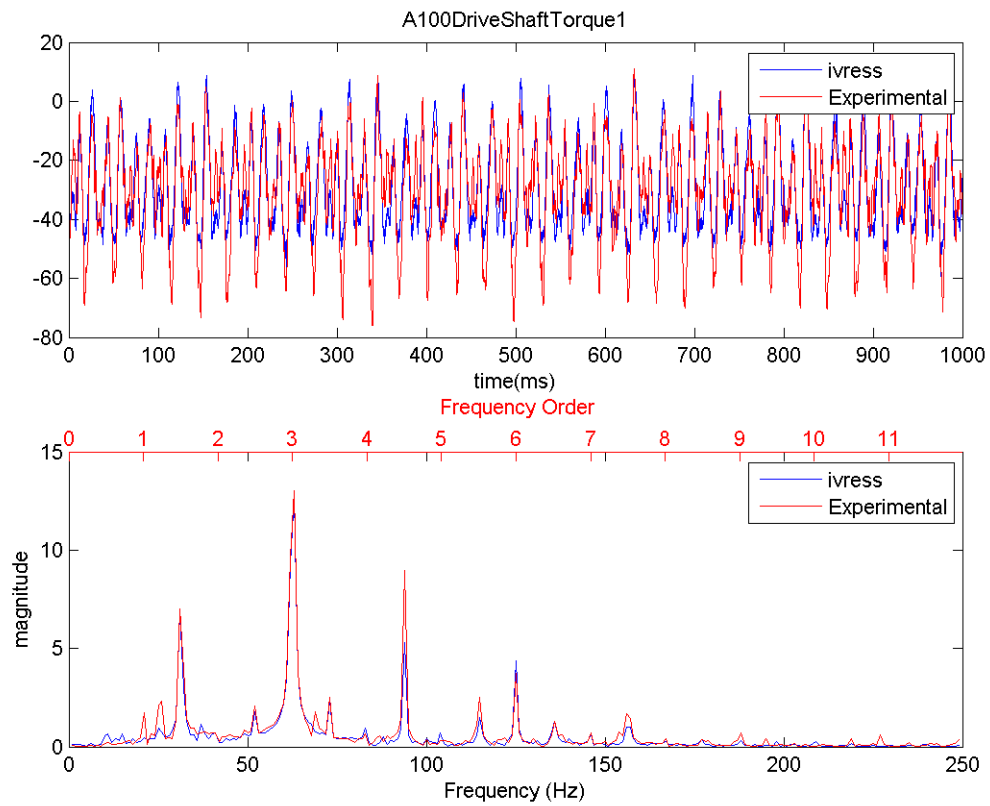 A100DriveShaftTorque1
20
0
-20
-40
-60
-80
ivress
Experimental
0 100 200 300 400 500 600 700 800 900 1000
time(ms)
Frequency Order
0 1 2 3 4 5 6 7 8 9 10 11
15
10
5
0
magnitude
ivress
Experimental
0 50 100 150 200 250
Frequency (Hz)